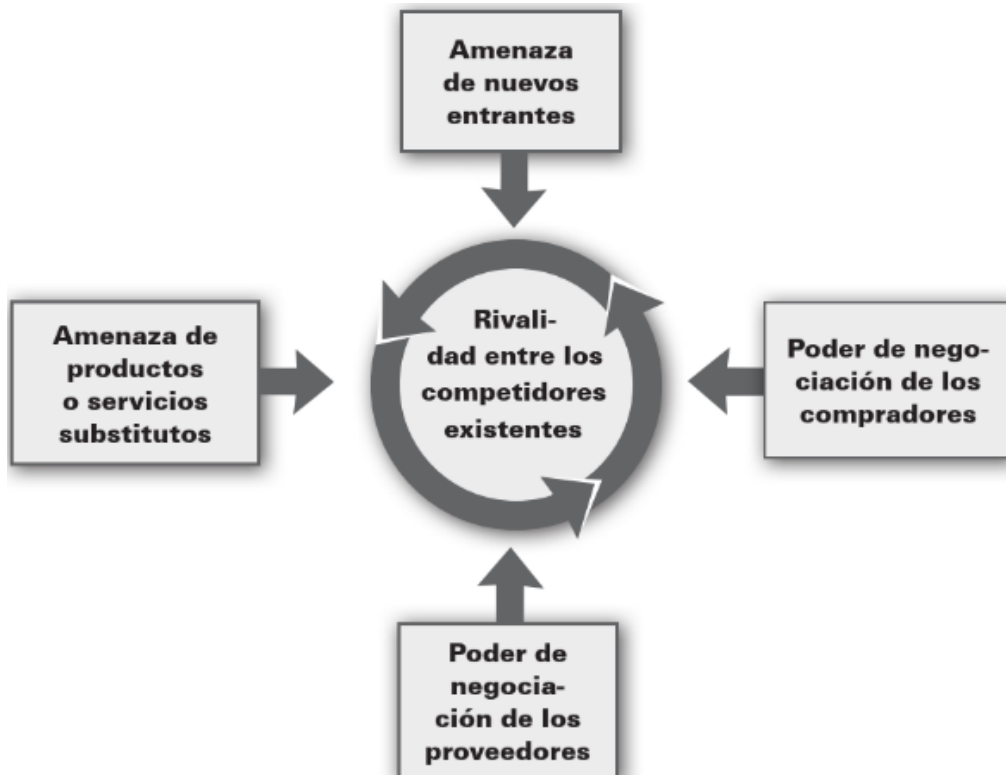 Amenaza
de nuevos
entrantes
Amenaza de
productos
o servicios
substitutos
Rivali-
dad entre los
competidores
existentes
Poder de nego-
ciación de los
compradores
Poder de
negocia-
ción de los
proveedores